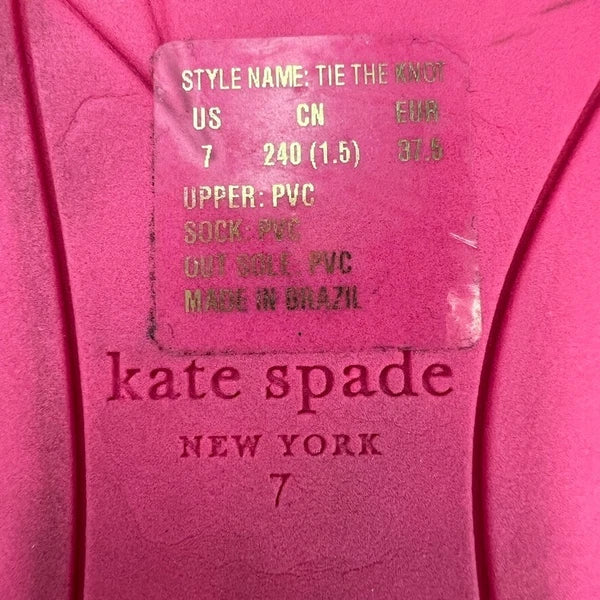 STYLE NAME: TIE THE KNOT
US CN EUR
7 240 (1.5) 37.5
UPPER: PVC
SOCK: PVC
OUT SOLE: PVC
MADE IN BRAZIL
kate spade
NEW YORK
7